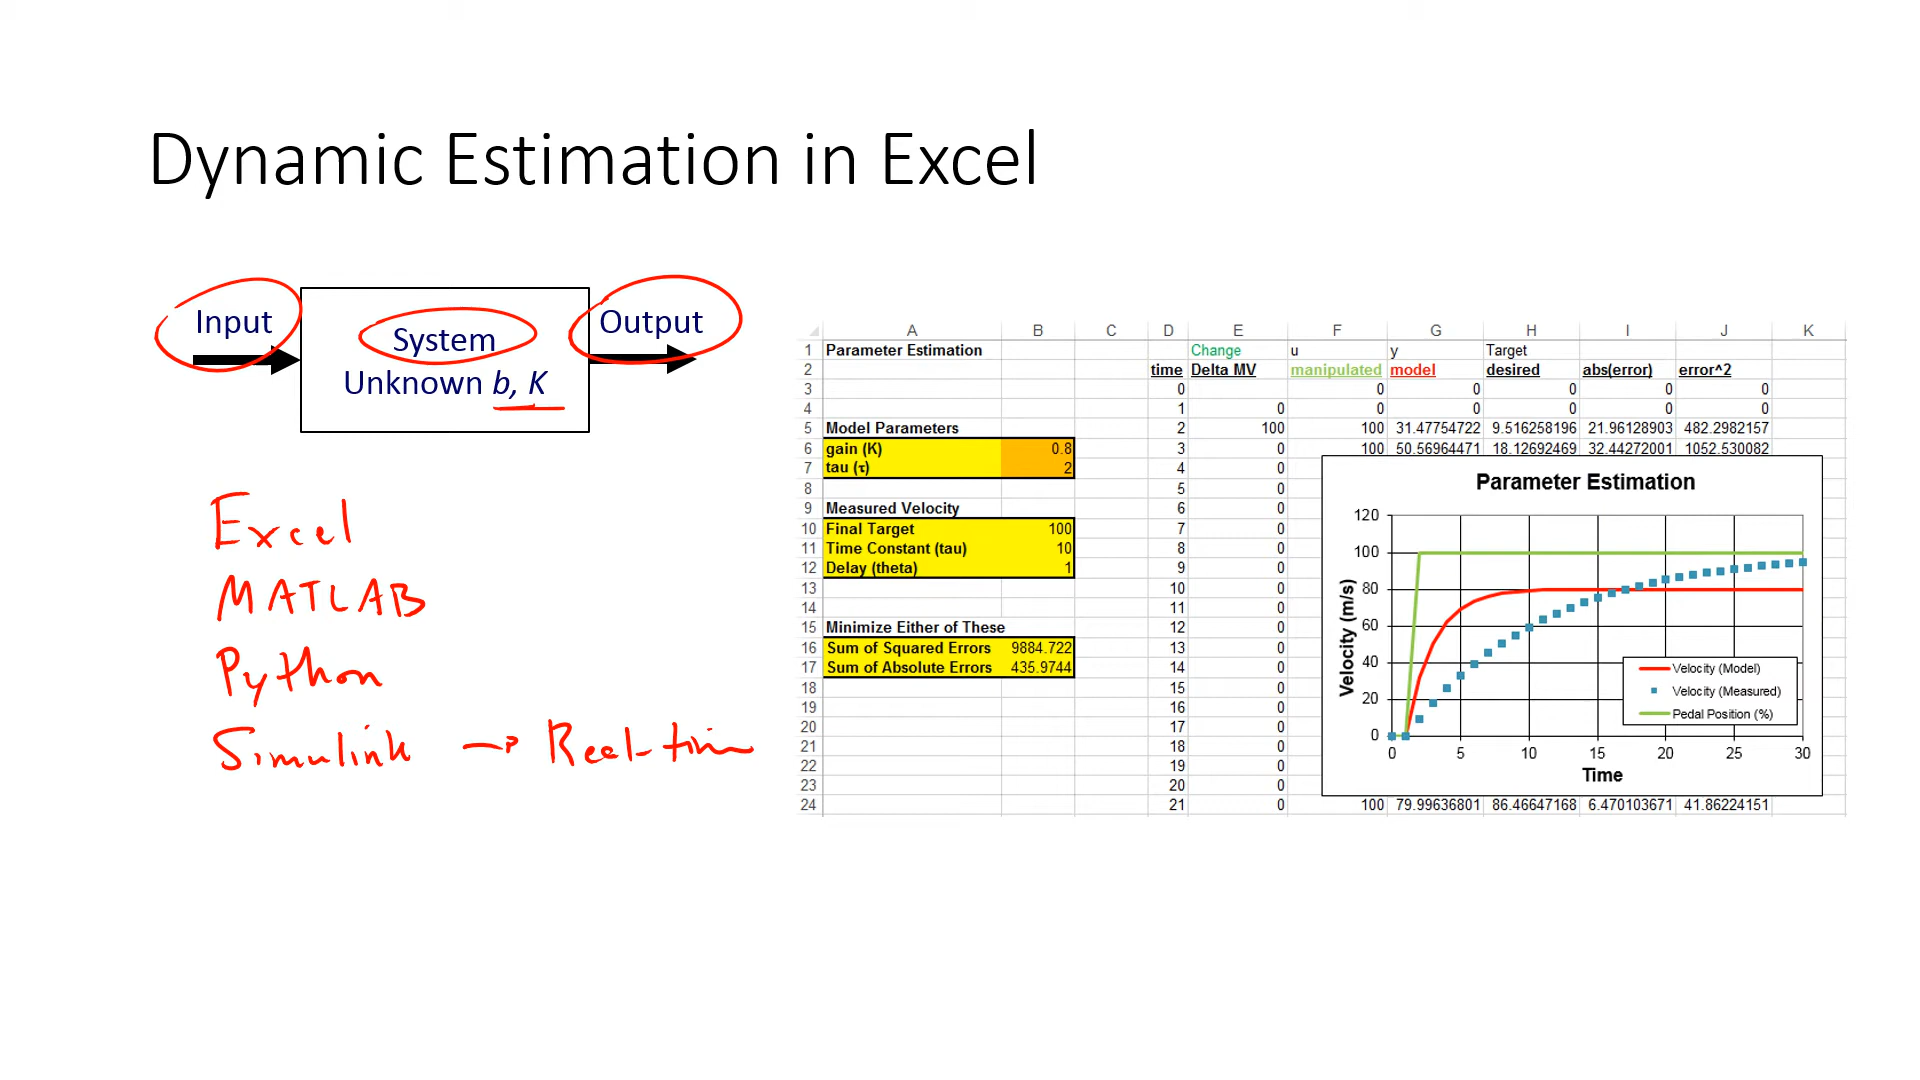 Dynamic Estimation in Excel
Input
System
Unknown b, K
Output
Excel
MATLAB
Python
Simulink → Real-time
A B C D E F G H I J K
1 Parameter Estimation Change u y Target
2 time Delta MV manipulated model desired abs(error) error^2
3 0 0 0 0 0 0
4 1 0 0 0 0 0 0
5 Model Parameters 2 100 100 31.47754722 9.516258196 21.96128903 482.2982157
6 gain (K) 0.8 3 0 100 50.56964471 18.12692469 32.44272001 1052.530082
7 tau (τ) 2 4 0
8 5 0
9 Measured Velocity 6 0
10 Final Target 100 7 0
11 Time Constant (tau) 10 8 0
12 Delay (theta) 1 9 0
13 10 0
14 11 0
15 Minimize Either of These 12 0
16 Sum of Squared Errors 9884.722 13 0
17 Sum of Absolute Errors 435.9744 14 0
18 15 0
19 16 0
20 17 0
21 18 0
22 19 0
23 20 0
24 21 0 100 79.99636801 86.46647168 6.470103671 41.86224151
Parameter Estimation
120
100
80
60
40
20
0
Velocity (m/s)
Velocity (Model)
Velocity (Measured)
Pedal Position (%)
0 5 10 15 20 25 30
Time